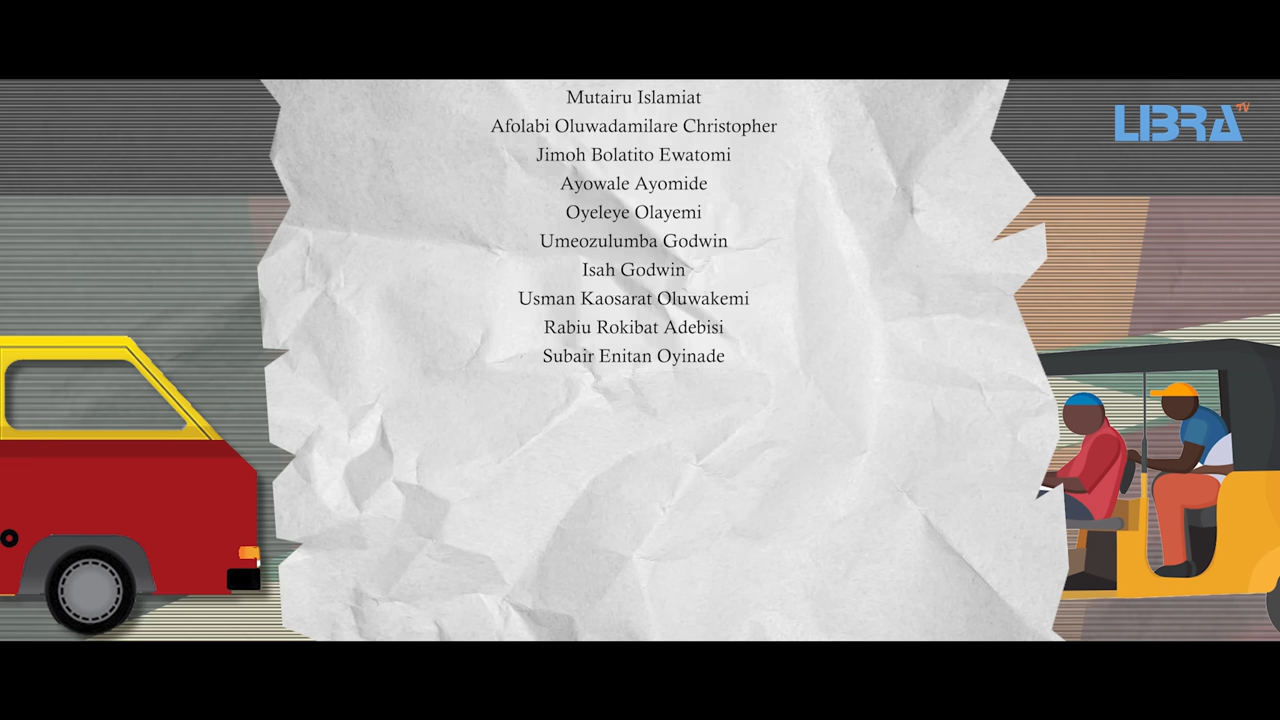 Mutairu Islamiat
Afolabi Oluwadamilare Christopher
Jimoh Bolatito Ewatomi
Ayowale Ayomide
Oyeleye Olayemi
Umeozulumba Godwin
Isah Godwin
Usman Kaosarat Oluwakemi
Rabiu Rokibat Adebisi
Subair Enitan Oyinade
LIBRA TV